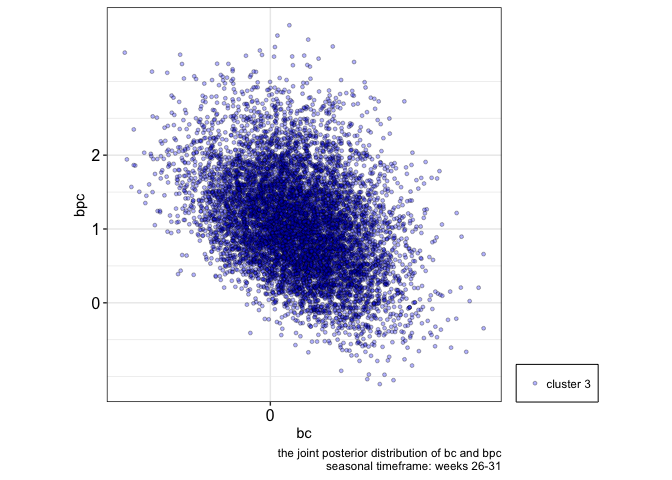 bpc
2
1
0
0
bc
cluster 3
the joint posterior distribution of bc and bpc
seasonal timeframe: weeks 26-31